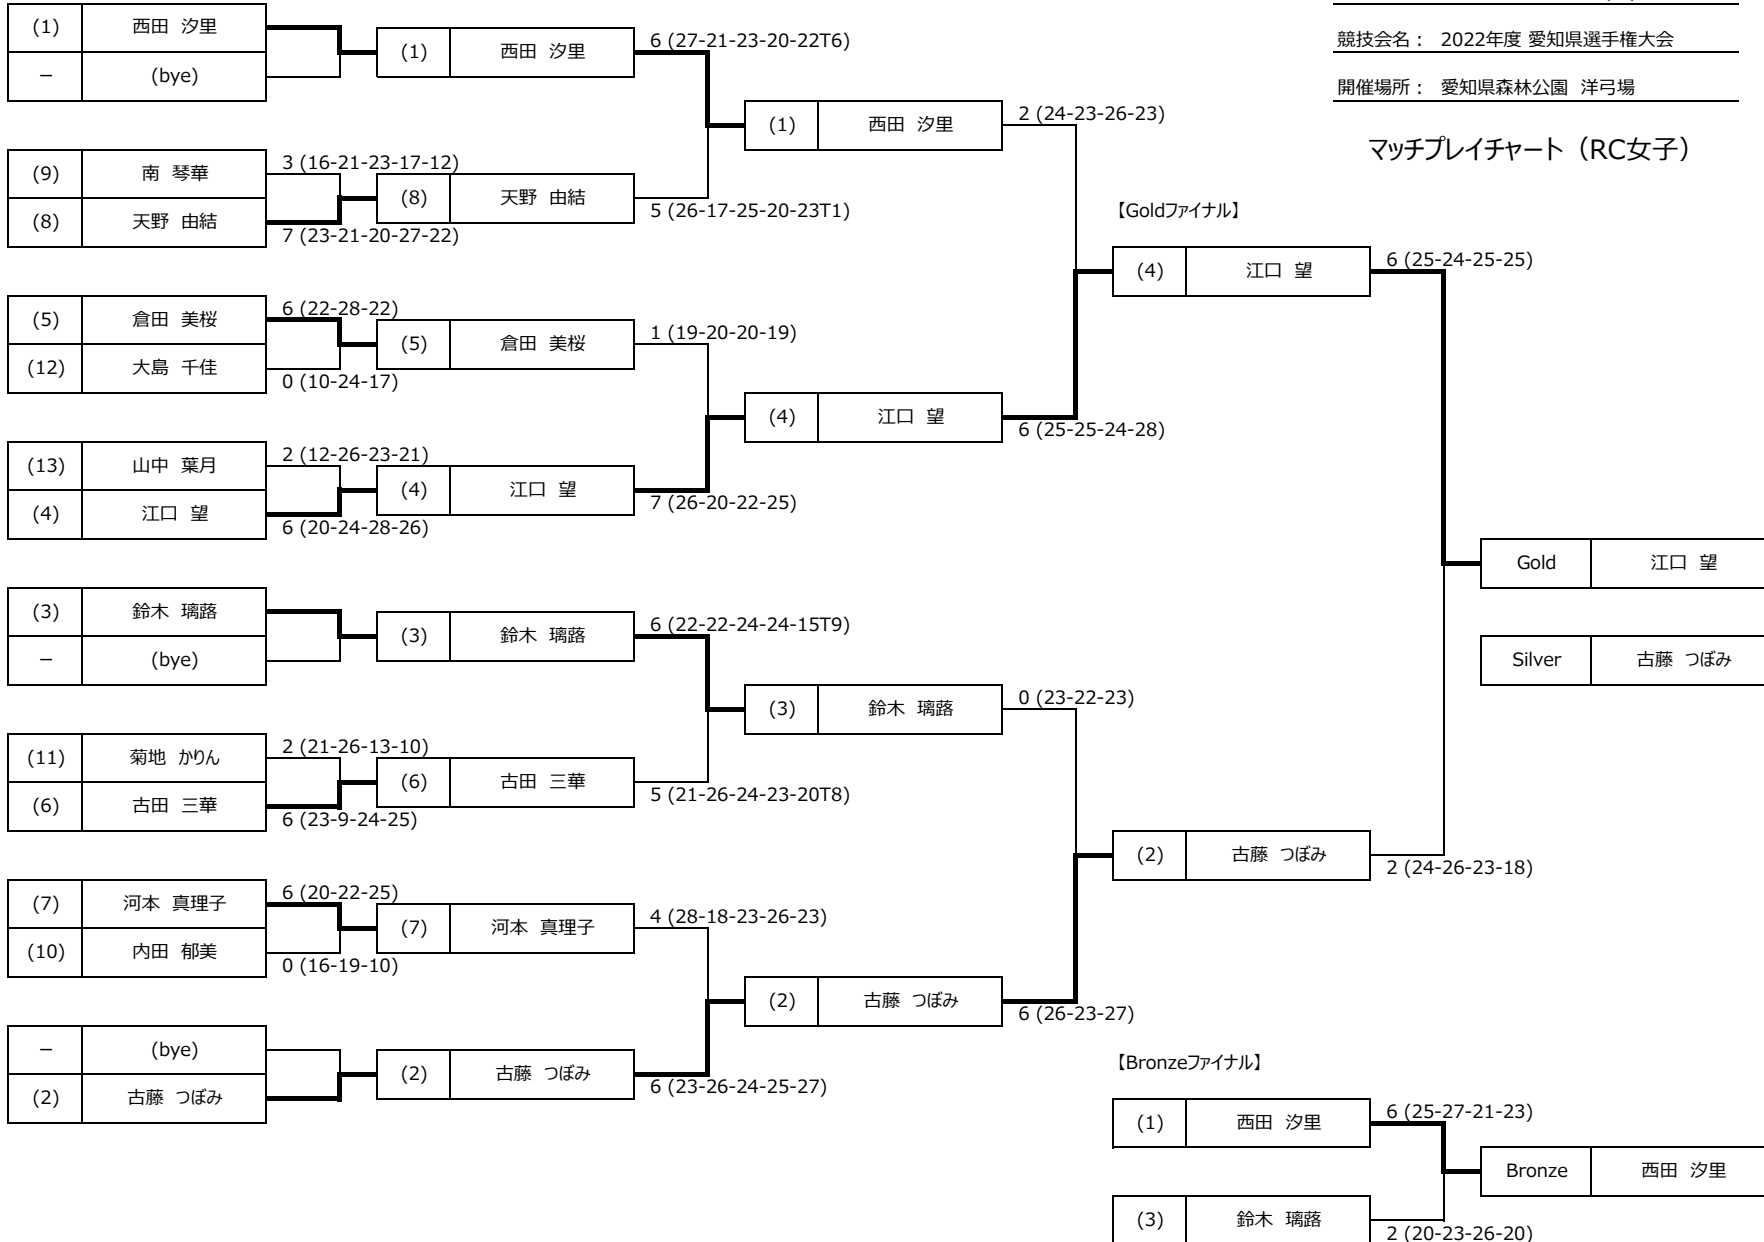 競技会名： 2022年度 愛知県選手権大会
開催場所： 愛知県森林公園 洋弓場
マッチプレイチャート（RC女子）
(1) 西田 汐里
－ (bye)
(9) 南 琴華 3 (16-21-23-17-12)
(8) 天野 由結 7 (23-21-20-27-22)
(5) 倉田 美桜 6 (22-28-22)
(12) 大島 千佳 0 (10-24-17)
(13) 山中 葉月 2 (12-26-23-21)
(4) 江口 望 6 (20-24-28-26)
(3) 鈴木 璃蕗
－ (bye)
(11) 菊地 かりん 2 (21-26-13-10)
(6) 古田 三華 6 (23-9-24-25)
(7) 河本 真理子 6 (20-22-25)
(10) 内田 郁美 0 (16-19-10)
－ (bye)
(2) 古藤 つぼみ
(1) 西田 汐里 6 (27-21-23-20-22T6)
(8) 天野 由結 5 (26-17-25-20-23T1)
(5) 倉田 美桜 1 (19-20-20-19)
(4) 江口 望 7 (26-20-22-25)
(3) 鈴木 璃蕗 6 (22-22-24-24-15T9)
(6) 古田 三華 5 (21-26-24-23-20T8)
(7) 河本 真理子 4 (28-18-23-26-23)
(2) 古藤 つぼみ 6 (23-26-24-25-27)
(1) 西田 汐里 2 (24-23-26-23)
(4) 江口 望 6 (25-25-24-28)
(3) 鈴木 璃蕗 0 (23-22-23)
(2) 古藤 つぼみ 6 (26-23-27)
【Goldファイナル】
(4) 江口 望 6 (25-24-25-25)
(2) 古藤 つぼみ 2 (24-26-23-18)
Gold 江口 望
Silver 古藤 つぼみ
【Bronzeファイナル】
(1) 西田 汐里 6 (25-27-21-23)
(3) 鈴木 璃蕗 2 (20-23-26-20)
Bronze 西田 汐里